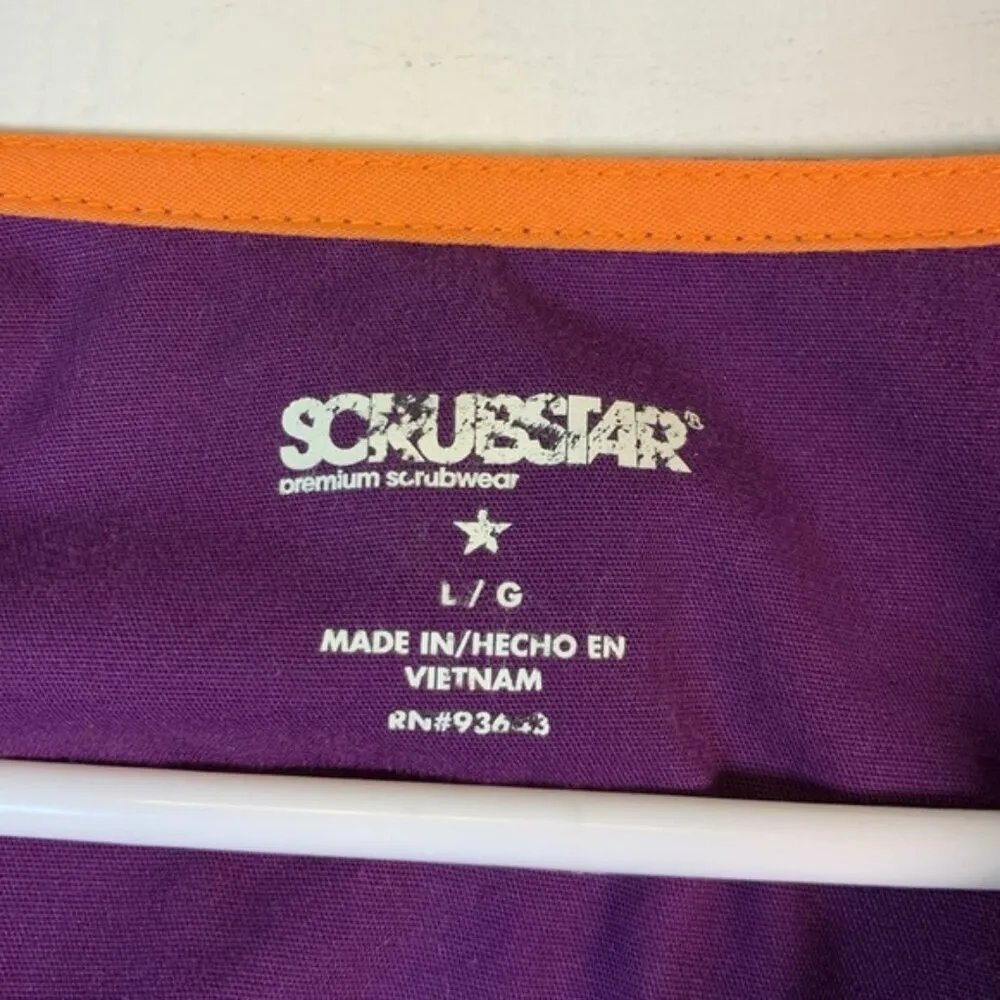 SCRUBSTAR®
premium scrubwear
L / G
MADE IN/HECHO EN
VIETNAM